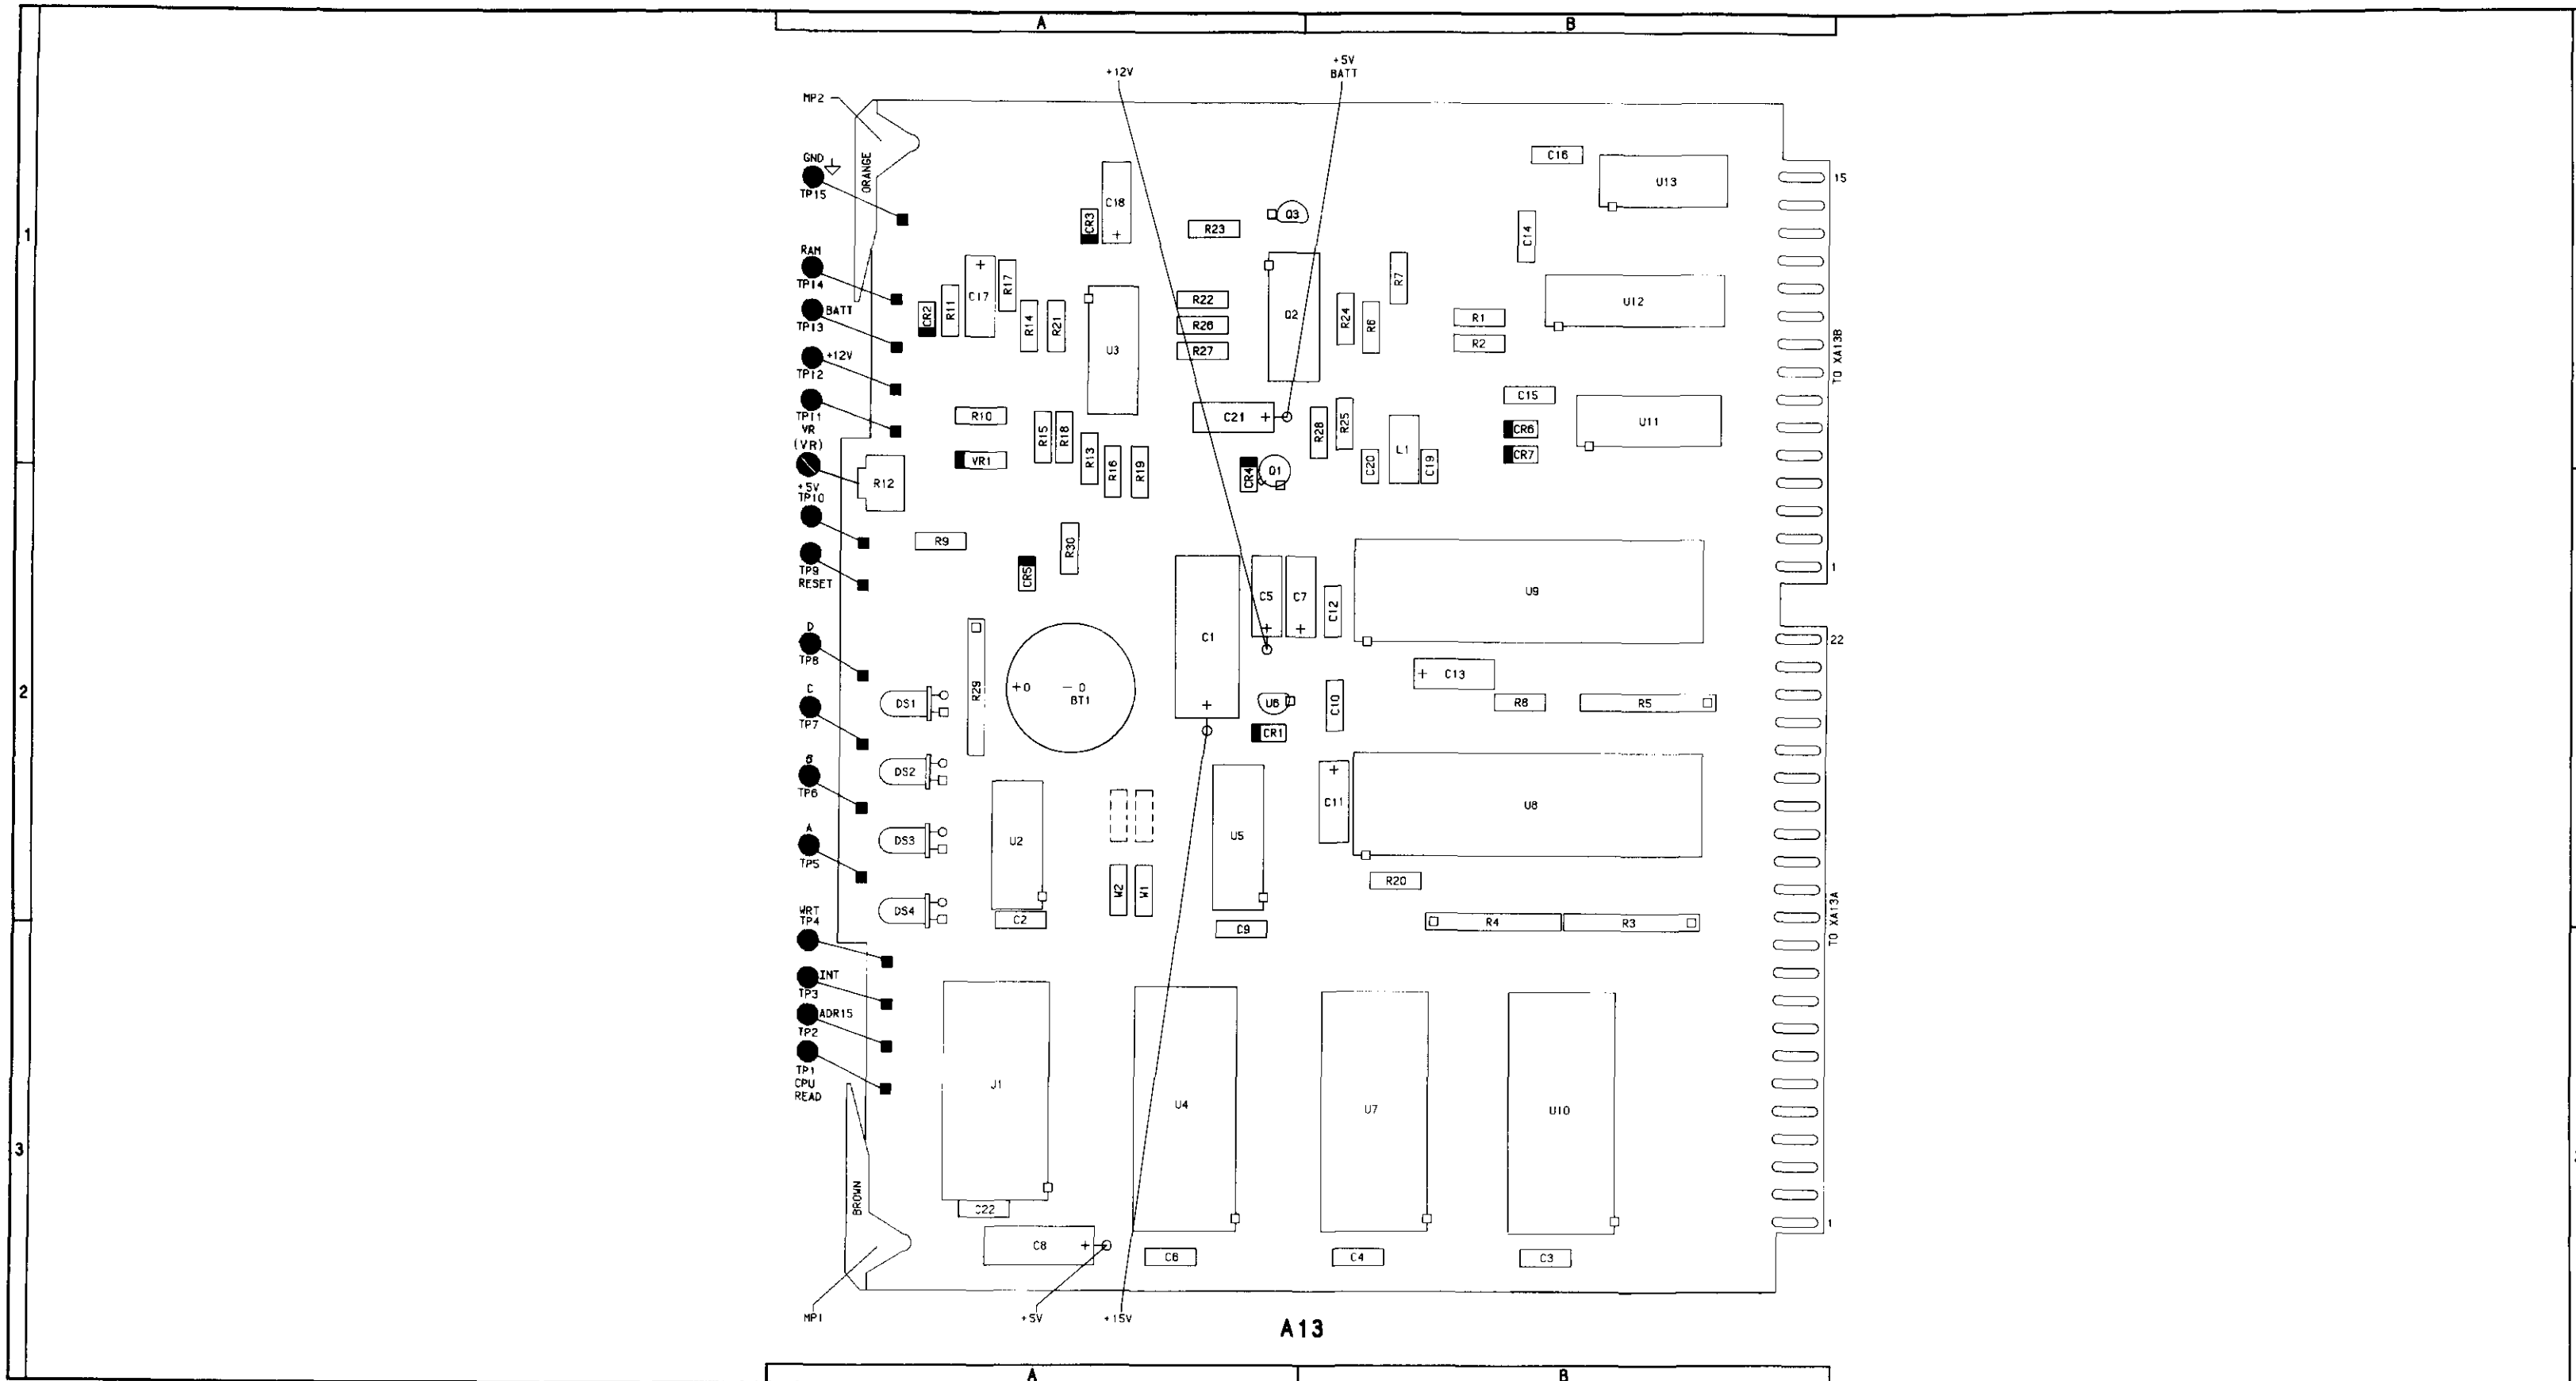 A B
+12V
+5V
BATT
MP2
ORANGE
GND
TP15
C16
U13
15
C18
CR3
R23
Q3
C14
1
RAM
TP14
BATT
TP13
+12V
TP12
TP11
VR
(VR)
CR2
R11
C17
R17
R14
R21
U3
R22
R26
R27
Q2
R24
R6
R7
R1
R2
U12
TO XA13B
R10
R15
R18
C21
R28
R25
L1
C15
CR6
CR7
U11
VR1
R13
R16
R19
CR4
Q1
C20
C19
R12
+5V
TP10
R9
R30
CR5
TP9
RESET
C1
C5
C7
C12
U9
1
22
D
TP8
DS1
R29
+
-
BT1
U6
CR1
C10
C13
R8
R5
2
C
TP7
DS2
B
TP6
U2
U5
C11
U8
A
TP5
DS3
W2
W1
R20
WRT
TP4
DS4
C2
C9
R4
R3
TO XA13A
INT
TP3
ADR15
TP2
TP1
CPU
READ
J1
U4
U7
U10
3
BROWN
C22
C8
C6
C4
C3
1
MP1
+5V
+15V
A13
A B